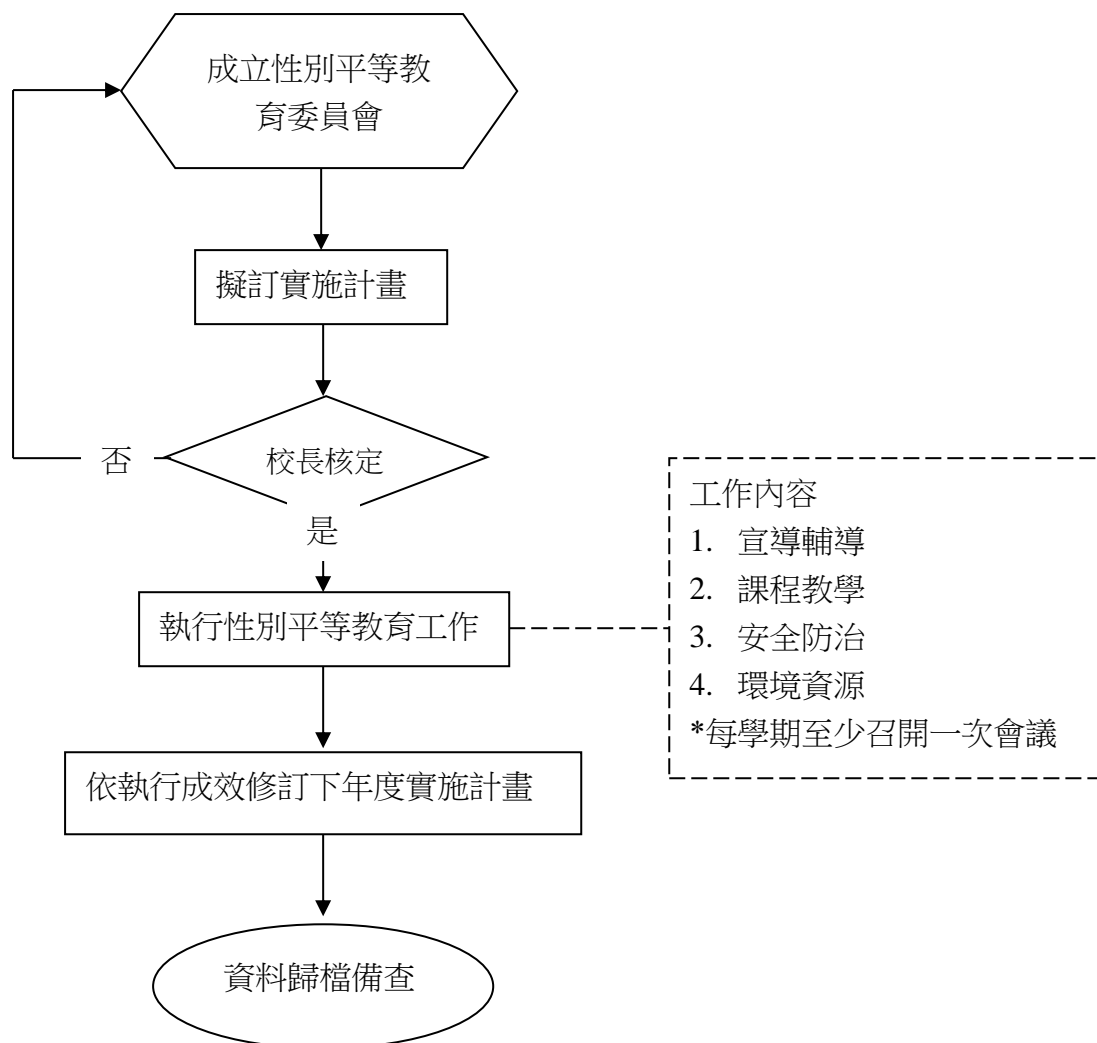 成立性別平等教
育委員會
擬訂實施計畫
否
校長核定
是
工作內容
1. 宣導輔導
2. 課程教學
3. 安全防治
4. 環境資源
*每學期至少召開一次會議
執行性別平等教育工作
依執行成效修訂下年度實施計畫
資料歸檔備查